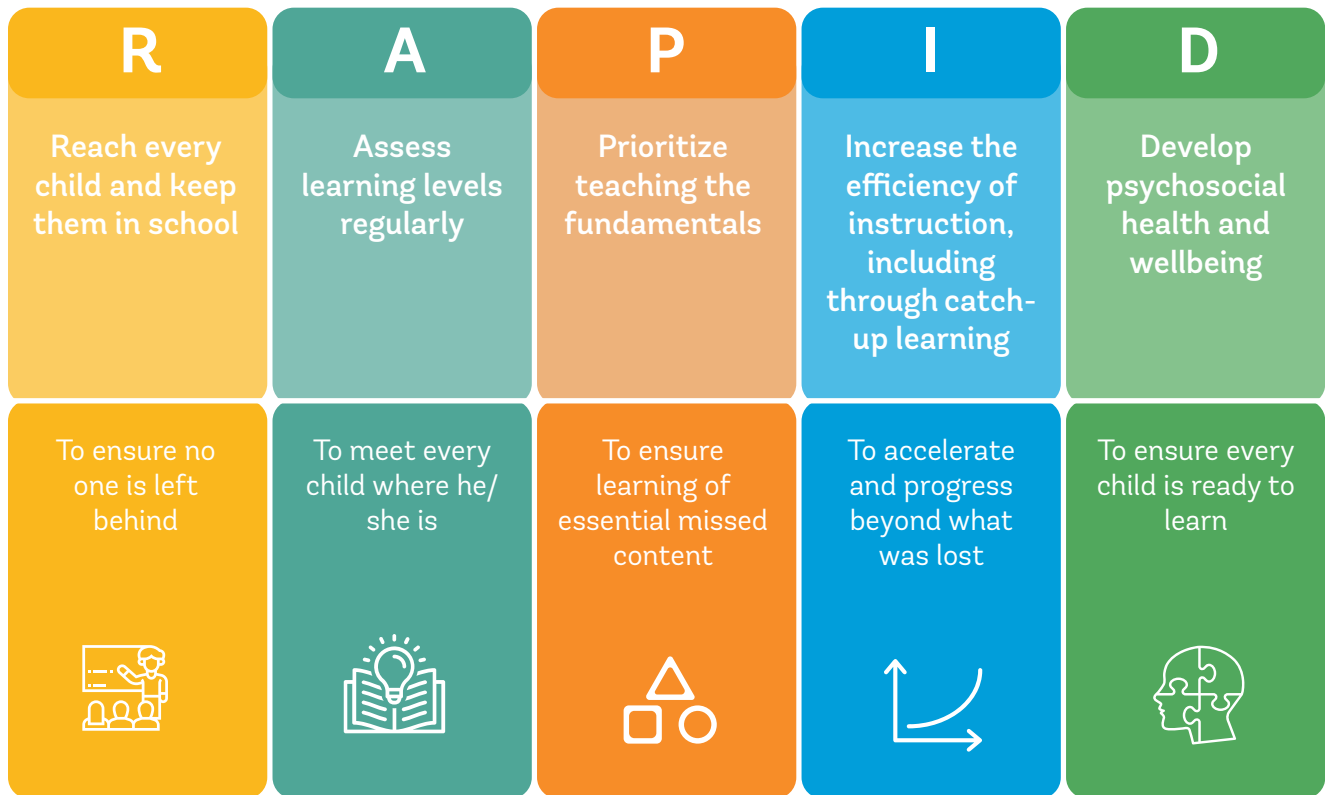 R
Reach every
child and keep
them in school
To ensure no
one is left
behind
A
Assess
learning levels
regularly
To meet every
child where he/
she is
P
Prioritize
teaching the
fundamentals
To ensure
learning of
essential missed
content
I
Increase the
efficiency of
instruction,
including
through catch-
up learning
To accelerate
and progress
beyond what
was lost
D
Develop
psychosocial
health and
wellbeing
To ensure every
child is ready to
learn